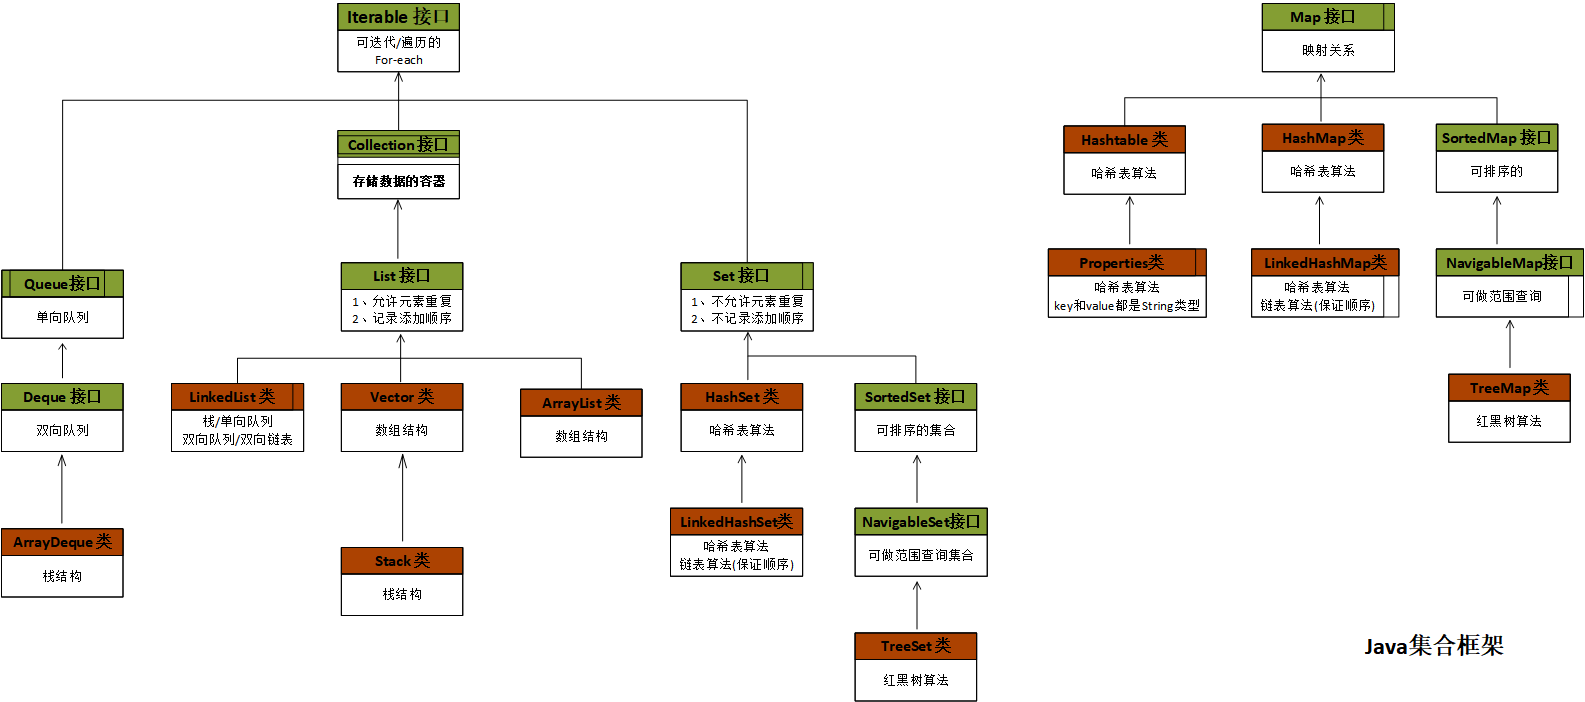 Iterable 接口
可迭代/遍历的
For-each
Map 接口
映射关系
Collection 接口
存储数据的容器
Hashtable 类
哈希表算法
HashMap 类
哈希表算法
SortedMap 接口
可排序的
Queue接口
单向队列
List 接口
1、允许元素重复
2、记录添加顺序
Set 接口
1、不允许元素重复
2、不记录添加顺序
Properties类
哈希表算法
key和value都是String类型
LinkedHashMap类
哈希表算法
链表算法(保证顺序)
NavigableMap接口
可做范围查询
Deque 接口
双向队列
LinkedList 类
栈/单向队列
双向队列/双向链表
Vector 类
数组结构
ArrayList 类
数组结构
HashSet 类
哈希表算法
SortedSet 接口
可排序的集合
TreeMap 类
红黑树算法
ArrayDeque 类
栈结构
Stack 类
栈结构
LinkedHashSet类
哈希表算法
链表算法(保证顺序)
NavigableSet接口
可做范围查询集合
TreeSet 类
红黑树算法
Java集合框架